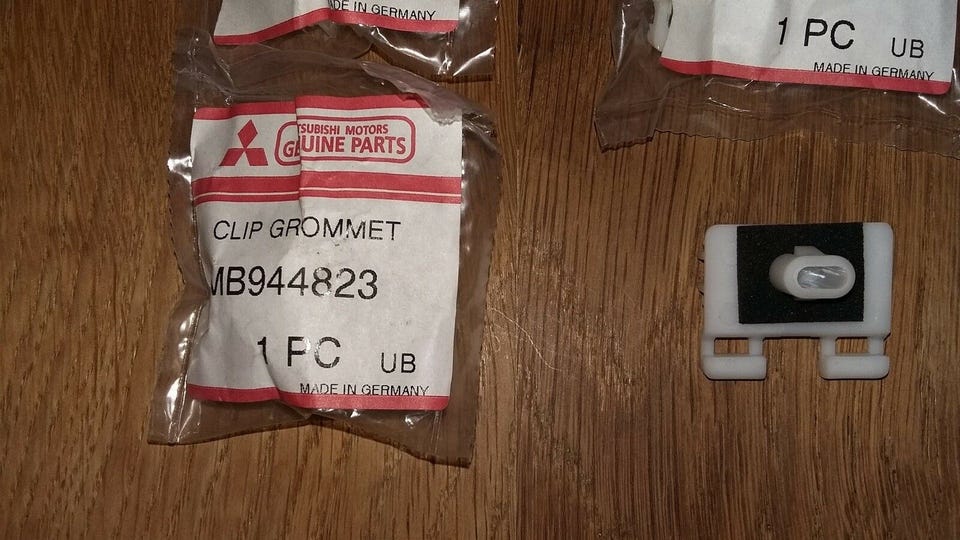 MADE IN GERMANY
1 PC UB
MADE IN GERMANY
TSUBISHI MOTORS
GEUINE PARTS
CLIP GROMMET
MB944823
1 PC UB
MADE IN GERMANY